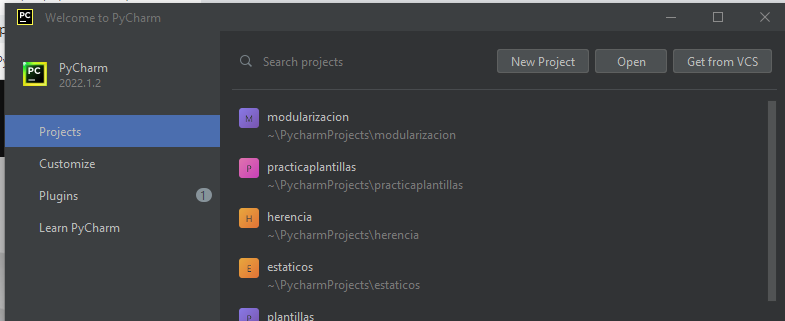 PC Welcome to PyCharm
PC PyCharm
2022.1.2
Projects
Customize
Plugins 1
Learn PyCharm
Search projects New Project Open Get from VCS
M modularizacion
~\PycharmProjects\modularizacion
P practicaplantillas
~\PycharmProjects\practicaplantillas
H herencia
~\PycharmProjects\herencia
E estaticos
~\PycharmProjects\estaticos
P plantillas